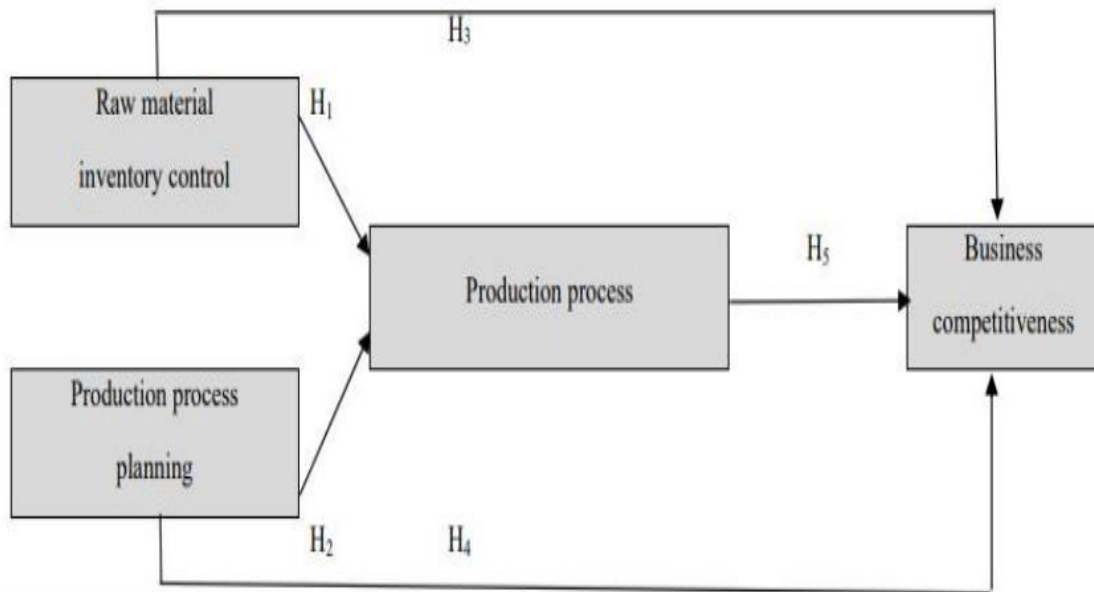 H₃
Raw material
inventory control
H₁
Production process
H₅
Business
competitiveness
Production process
planning
H₂
H₄